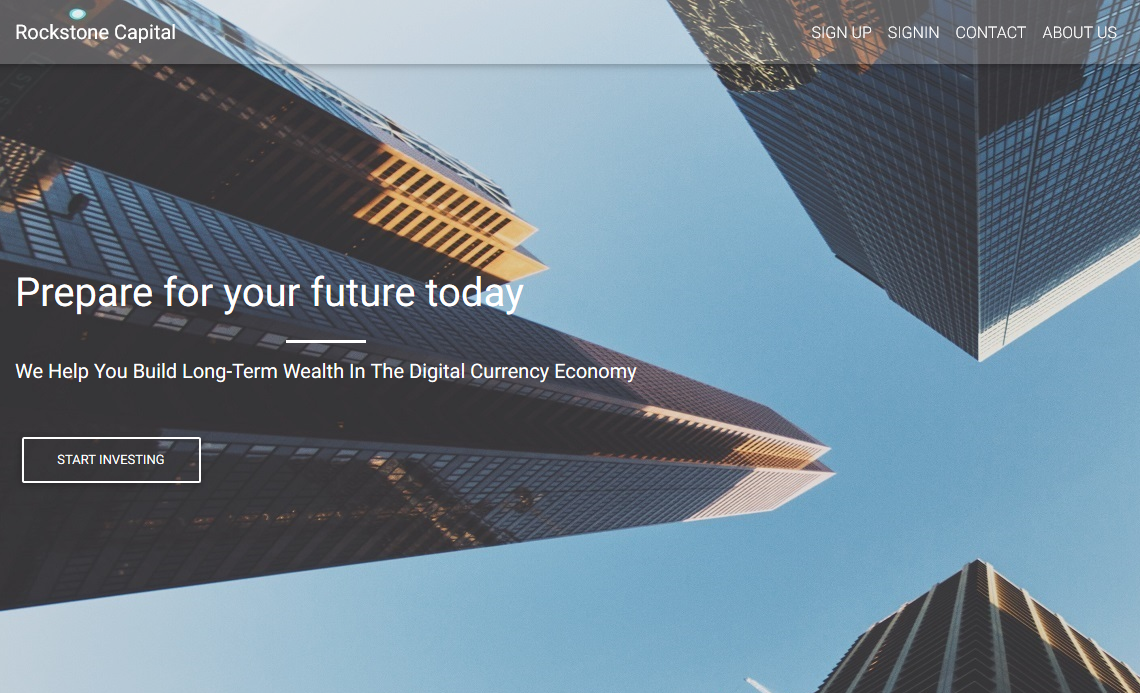 Rockstone Capital
SIGN UP SIGNIN CONTACT ABOUT US
Prepare for your future today
We Help You Build Long-Term Wealth In The Digital Currency Economy
START INVESTING